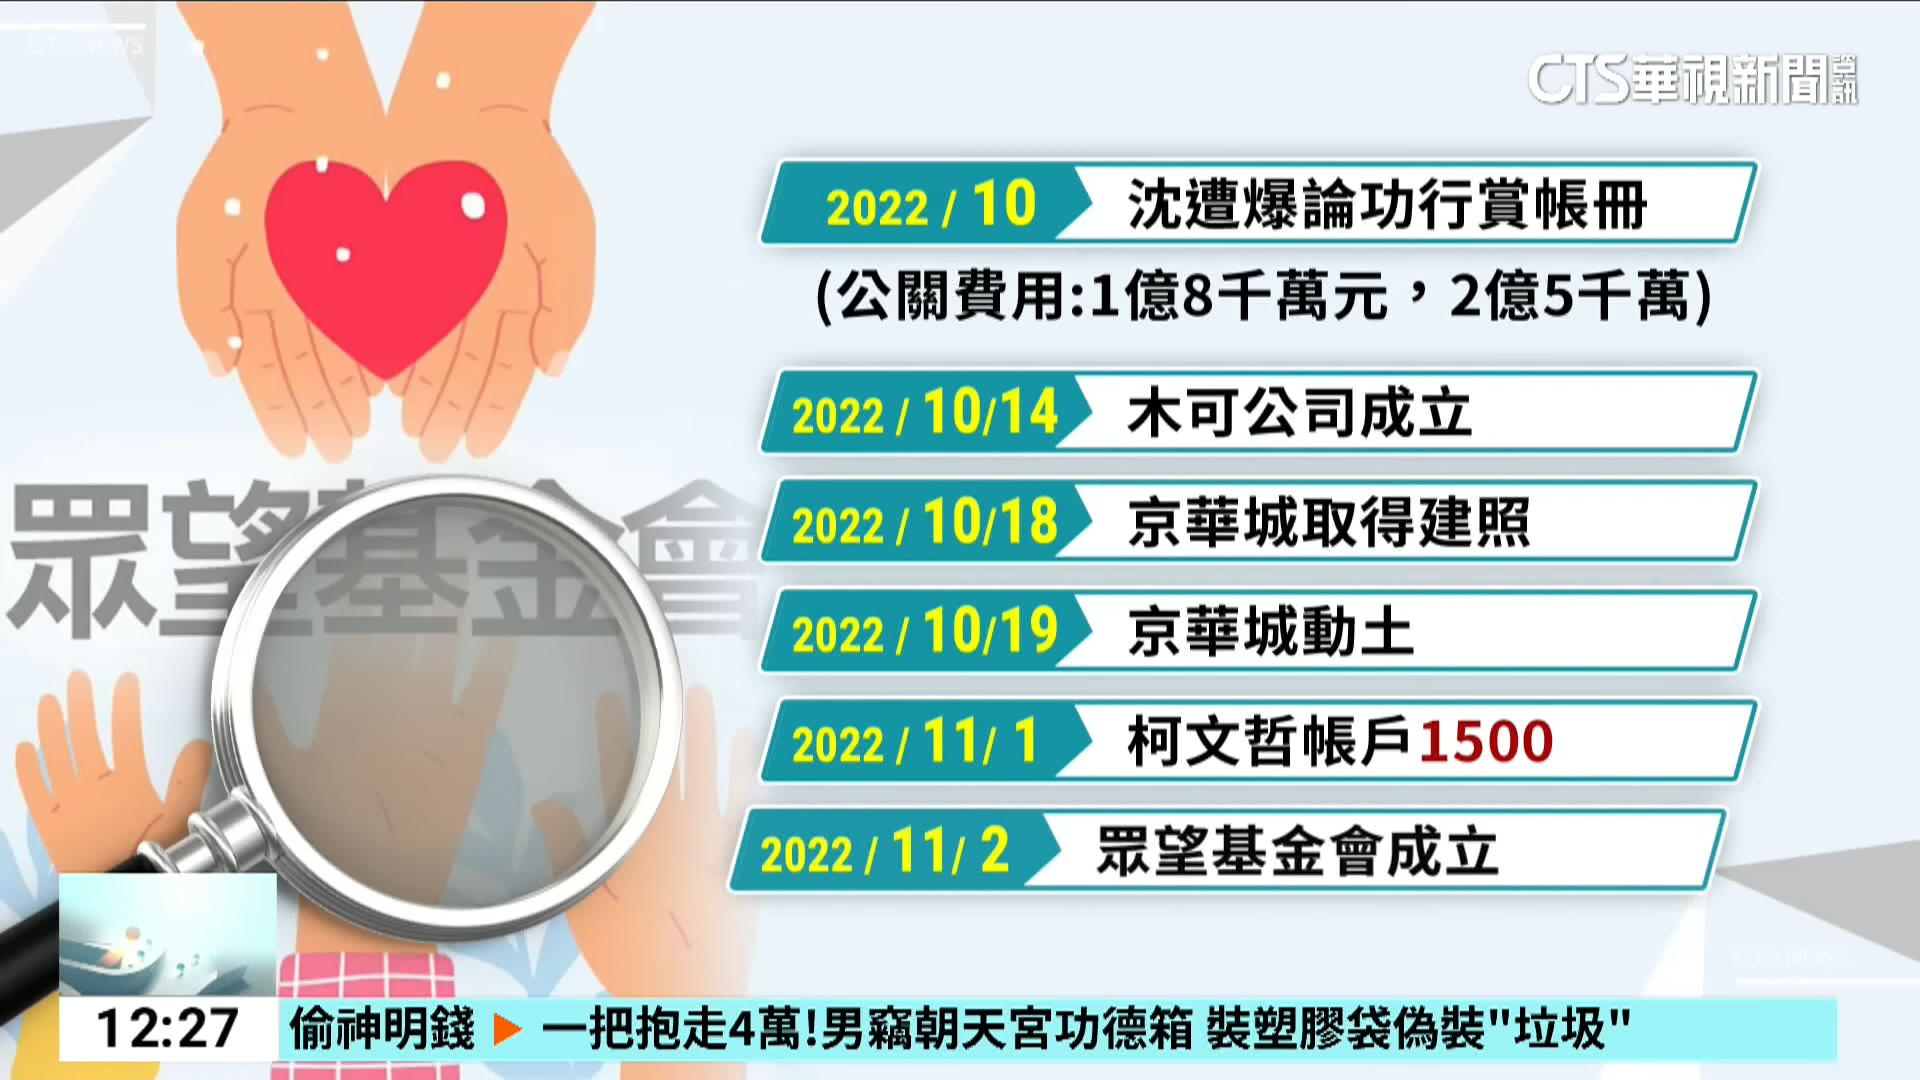 CTS NEWS
CTS華視新聞資訊
2022 / 10 沈遭爆論功行賞帳冊
(公關費用:1億8千萬元，2億5千萬)
2022 / 10/14 木可公司成立
2022 / 10/18 京華城取得建照
眾望基金會
2022 / 10/19 京華城動土
2022 / 11/ 1 柯文哲帳戶1500
2022 / 11/ 2 眾望基金會成立
CTS NEWS
12:27 偷神明錢 ▶ 一把抱走4萬!男竊朝天宮功德箱 裝塑膠袋偽裝"垃圾"